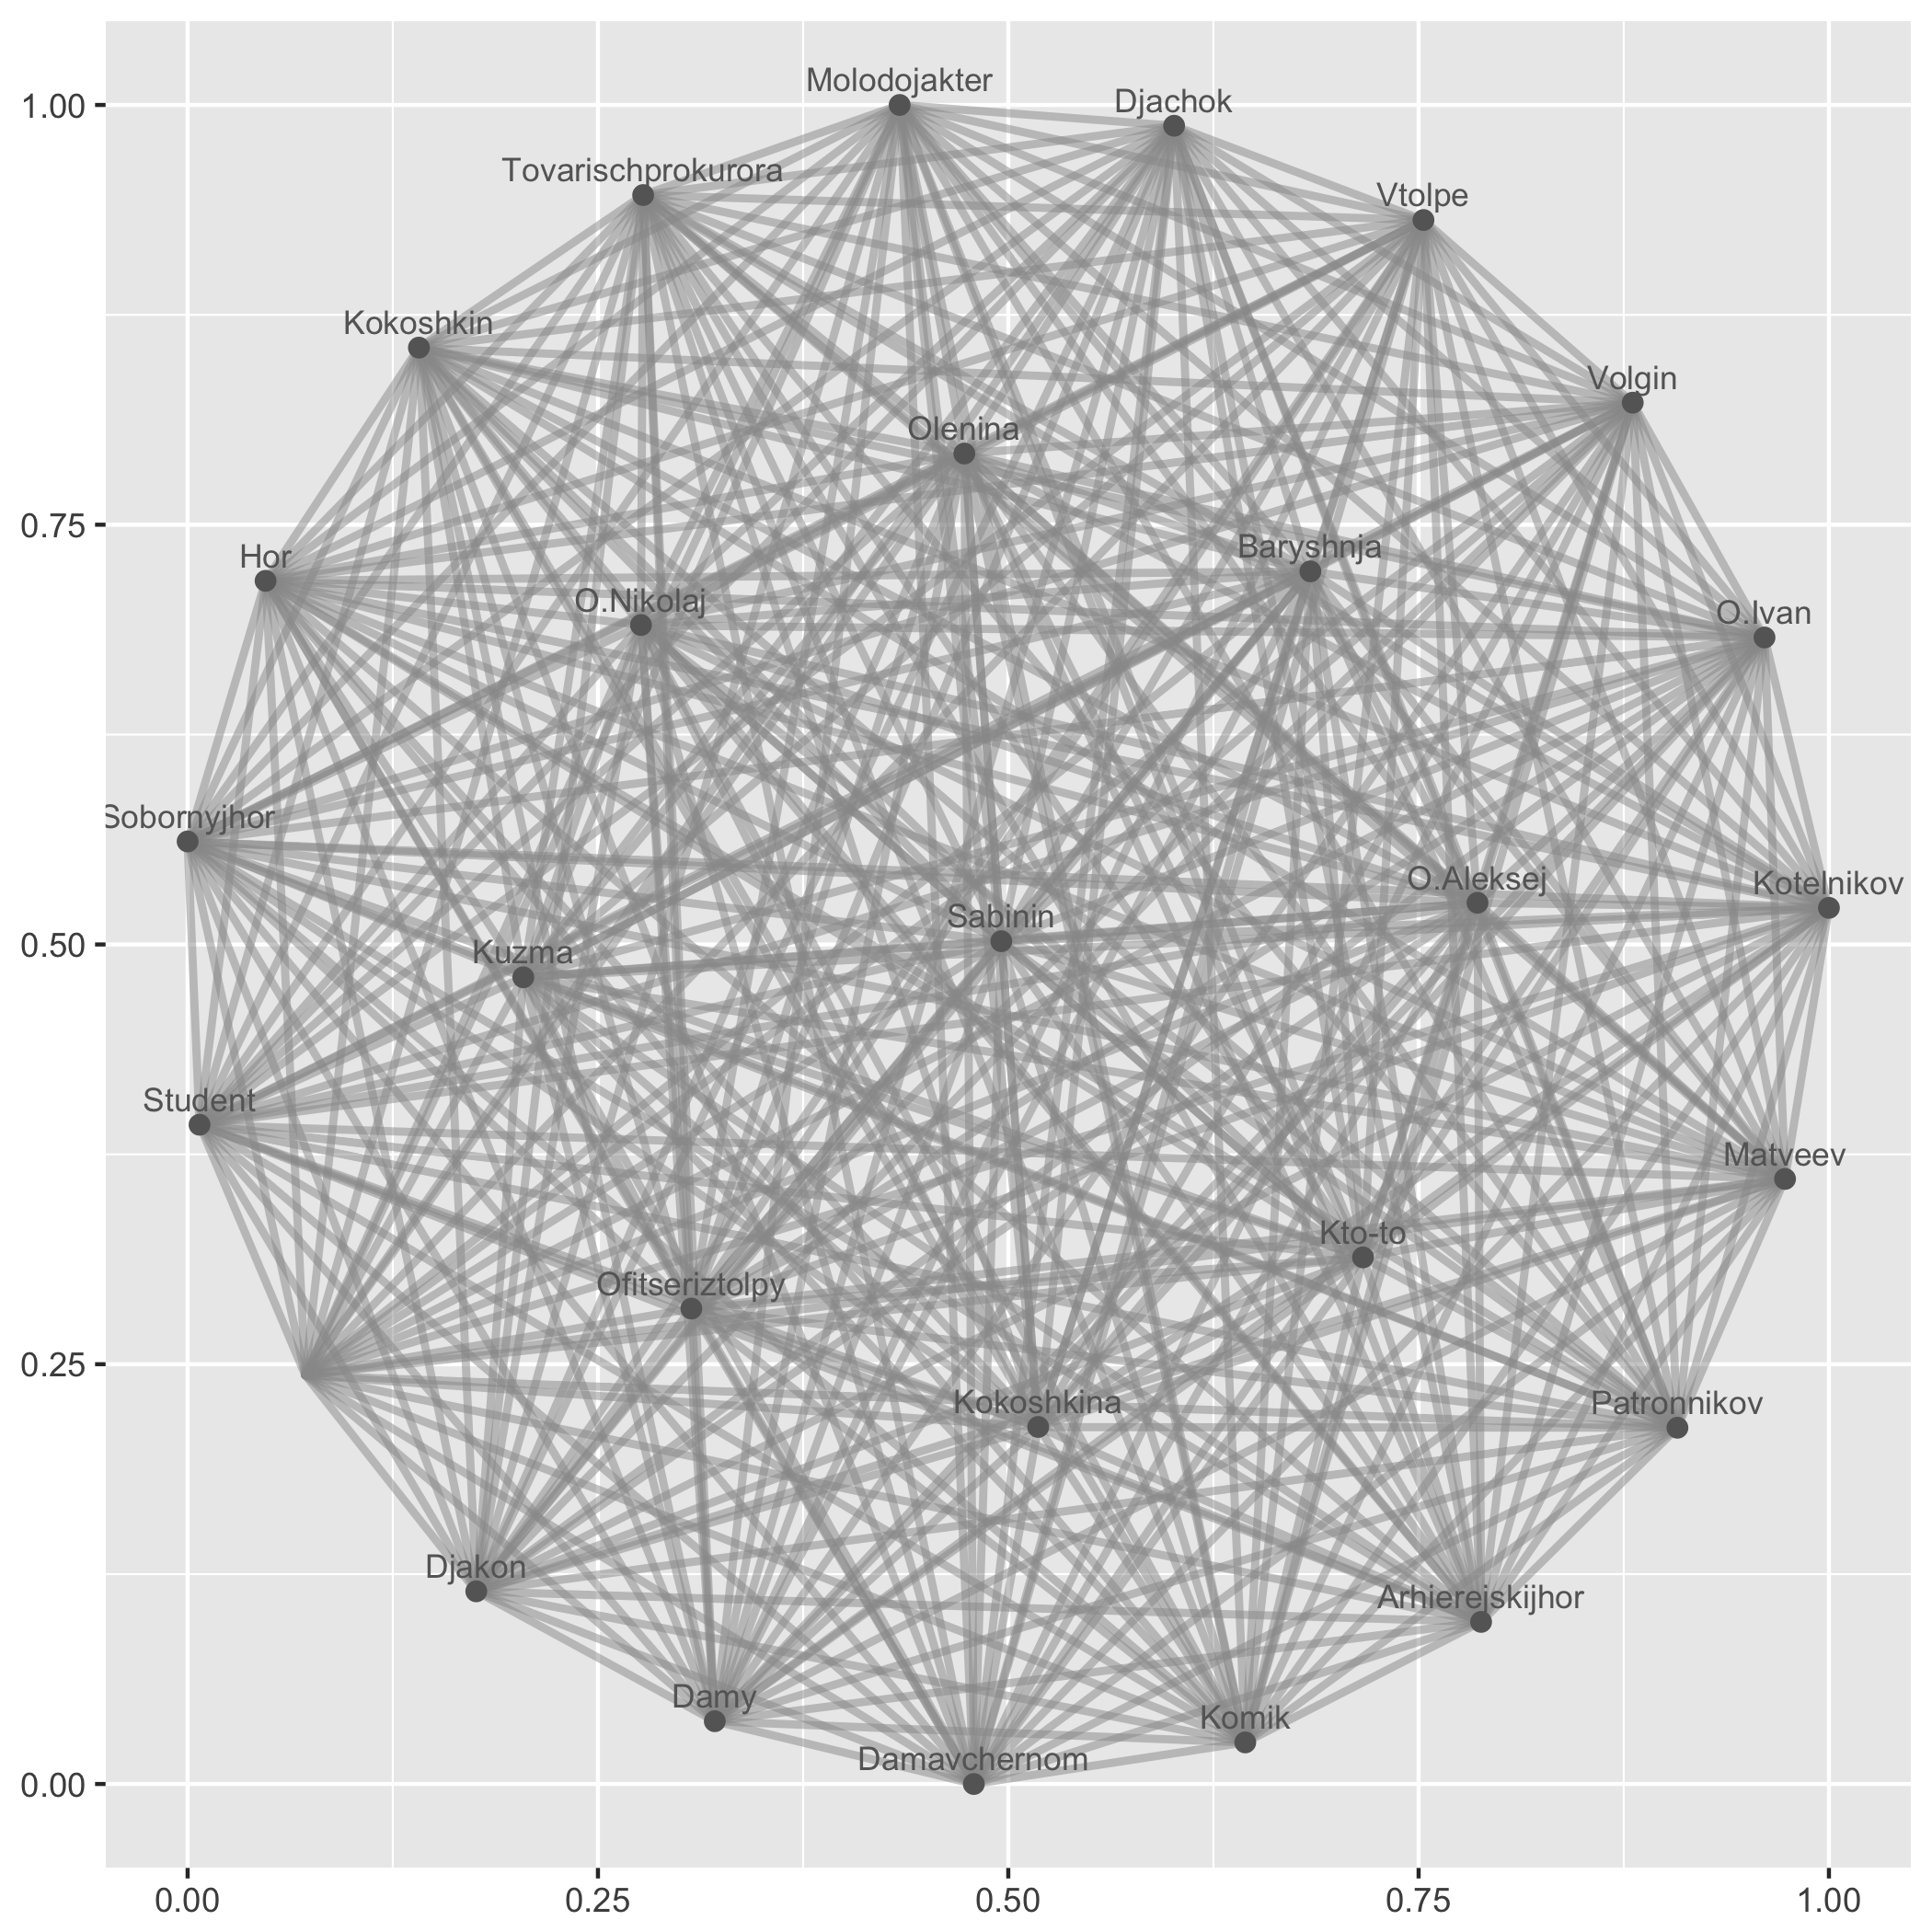 Molodojakter
Djachok
1.00
Tovarischprokurora
Vtolpe
Kokoshkin
Volgin
Olenina
0.75
Baryshnja
Hor
O.Nikolaj
O.Ivan
Sobornyjhor
O.Aleksej
Kotelnikov
Sabinin
0.50
Kuzma
Student
Matveev
Kto-to
Ofitseriztolpy
0.25
Kokoshkina
Patronnikov
Djakon
Arhierejskijhor
Damy
Komik
Damavchernom
0.00
0.00 0.25 0.50 0.75 1.00